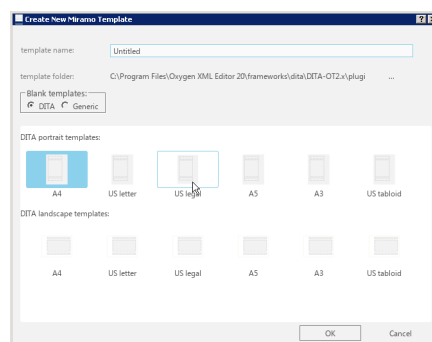 Create New Miramo Template
template name: Untitled
template folder: C:\Program Files\Oxygen XML Editor 20\frameworks\dita\DITA-OT2.x\plugi ...
Blank templates:
DITA Generic
DITA portrait templates:
A4 US letter US legal A5 A3 US tabloid
DITA landscape templates:
A4 US letter US legal A5 A3 US tabloid
OK Cancel